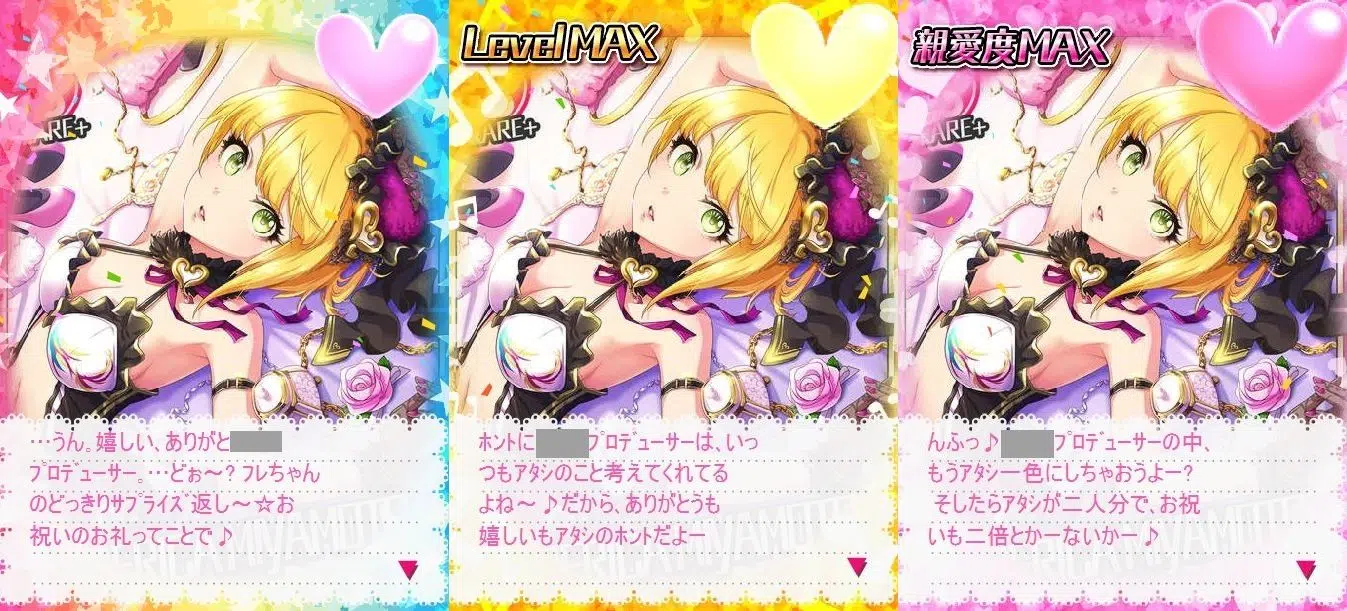 ARE+
…うん。嬉しい、ありがと
プロデューサー。…どぉ〜? フレちゃん
のどっきりサプライズ返し〜☆お
祝いのお礼ってことで♪
Level MAX
ARE+
ホントに プロデューサーは、いっ
つもアタシのこと考えてくれてる
よね〜♪だから、ありがとうも
嬉しいもアタシのホントだよー
親愛度MAX
ARE+
んふっ♪ プロデューサーの中、
もうアタシ一色にしちゃおうよー?
そしたらアタシが二人分で、お祝
いも二倍とかーないかー♪